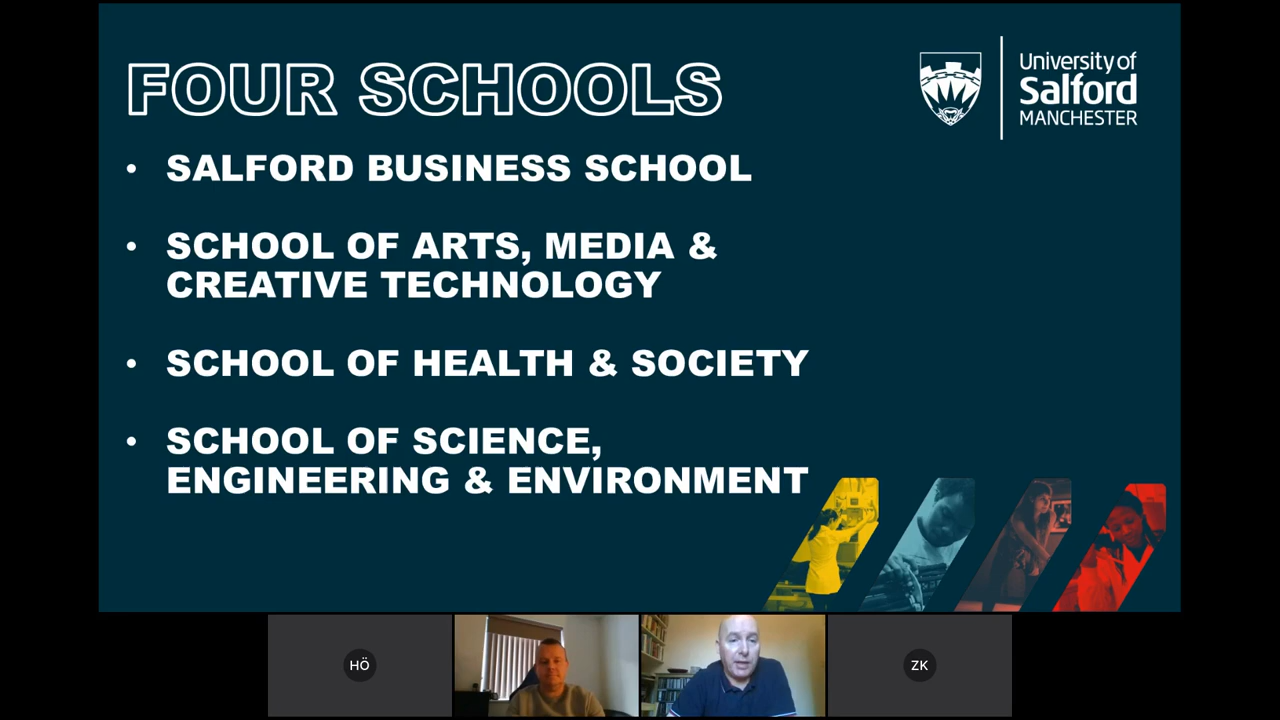 FOUR SCHOOLS
University of
Salford
MANCHESTER
• SALFORD BUSINESS SCHOOL
• SCHOOL OF ARTS, MEDIA &
CREATIVE TECHNOLOGY
• SCHOOL OF HEALTH & SOCIETY
• SCHOOL OF SCIENCE,
ENGINEERING & ENVIRONMENT
HÖ
ZK